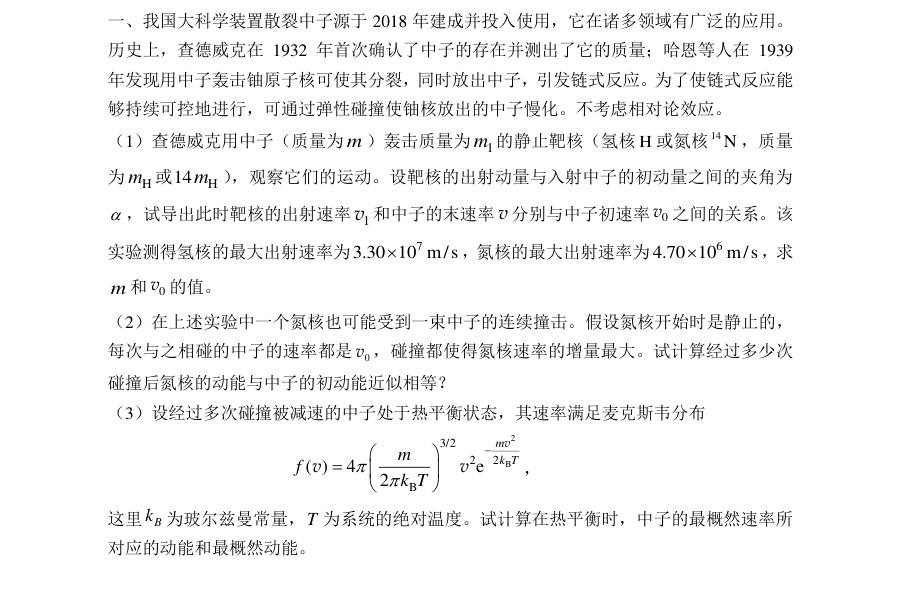 一、我国大科学装置散裂中子源于 2018 年建成并投入使用，它在诸多领域有广泛的应用。
历史上，查德威克在 1932 年首次确认了中子的存在并测出了它的质量；哈恩等人在 1939
年发现用中子轰击铀原子核可使其分裂，同时放出中子，引发链式反应。为了使链式反应能
够持续可控地进行，可通过弹性碰撞使铀核放出的中子慢化。不考虑相对论效应。
（1）查德威克用中子（质量为 m ）轰击质量为 m₁ 的静止靶核（氢核 H 或氮核 ¹⁴N ，质量
为 m_H 或 14m_H ），观察它们的运动。设靶核的出射动量与入射中子的初动量之间的夹角为
α ，试导出此时靶核的出射速率 v₁ 和中子的末速率 v 分别与中子初速率 v₀ 之间的关系。该
实验测得氢核的最大出射速率为 3.30×10⁷ m/s ，氮核的最大出射速率为 4.70×10⁶ m/s ，求
m 和 v₀ 的值。
（2）在上述实验中一个氮核也可能受到一束中子的连续撞击。假设氮核开始时是静止的，
每次与之相碰的中子的速率都是 v₀ ，碰撞都使得氮核速率的增量最大。试计算经过多少次
碰撞后氮核的动能与中子的初动能近似相等？
（3）设经过多次碰撞被减速的中子处于热平衡状态，其速率满足麦克斯韦分布
f(v) = 4π(m/(2πk_BT))^{3/2} v²e^{-mv²/(2k_BT)} ，
这里 k_B 为玻尔兹曼常量， T 为系统的绝对温度。试计算在热平衡时，中子的最概然速率所
对应的动能和最概然动能。